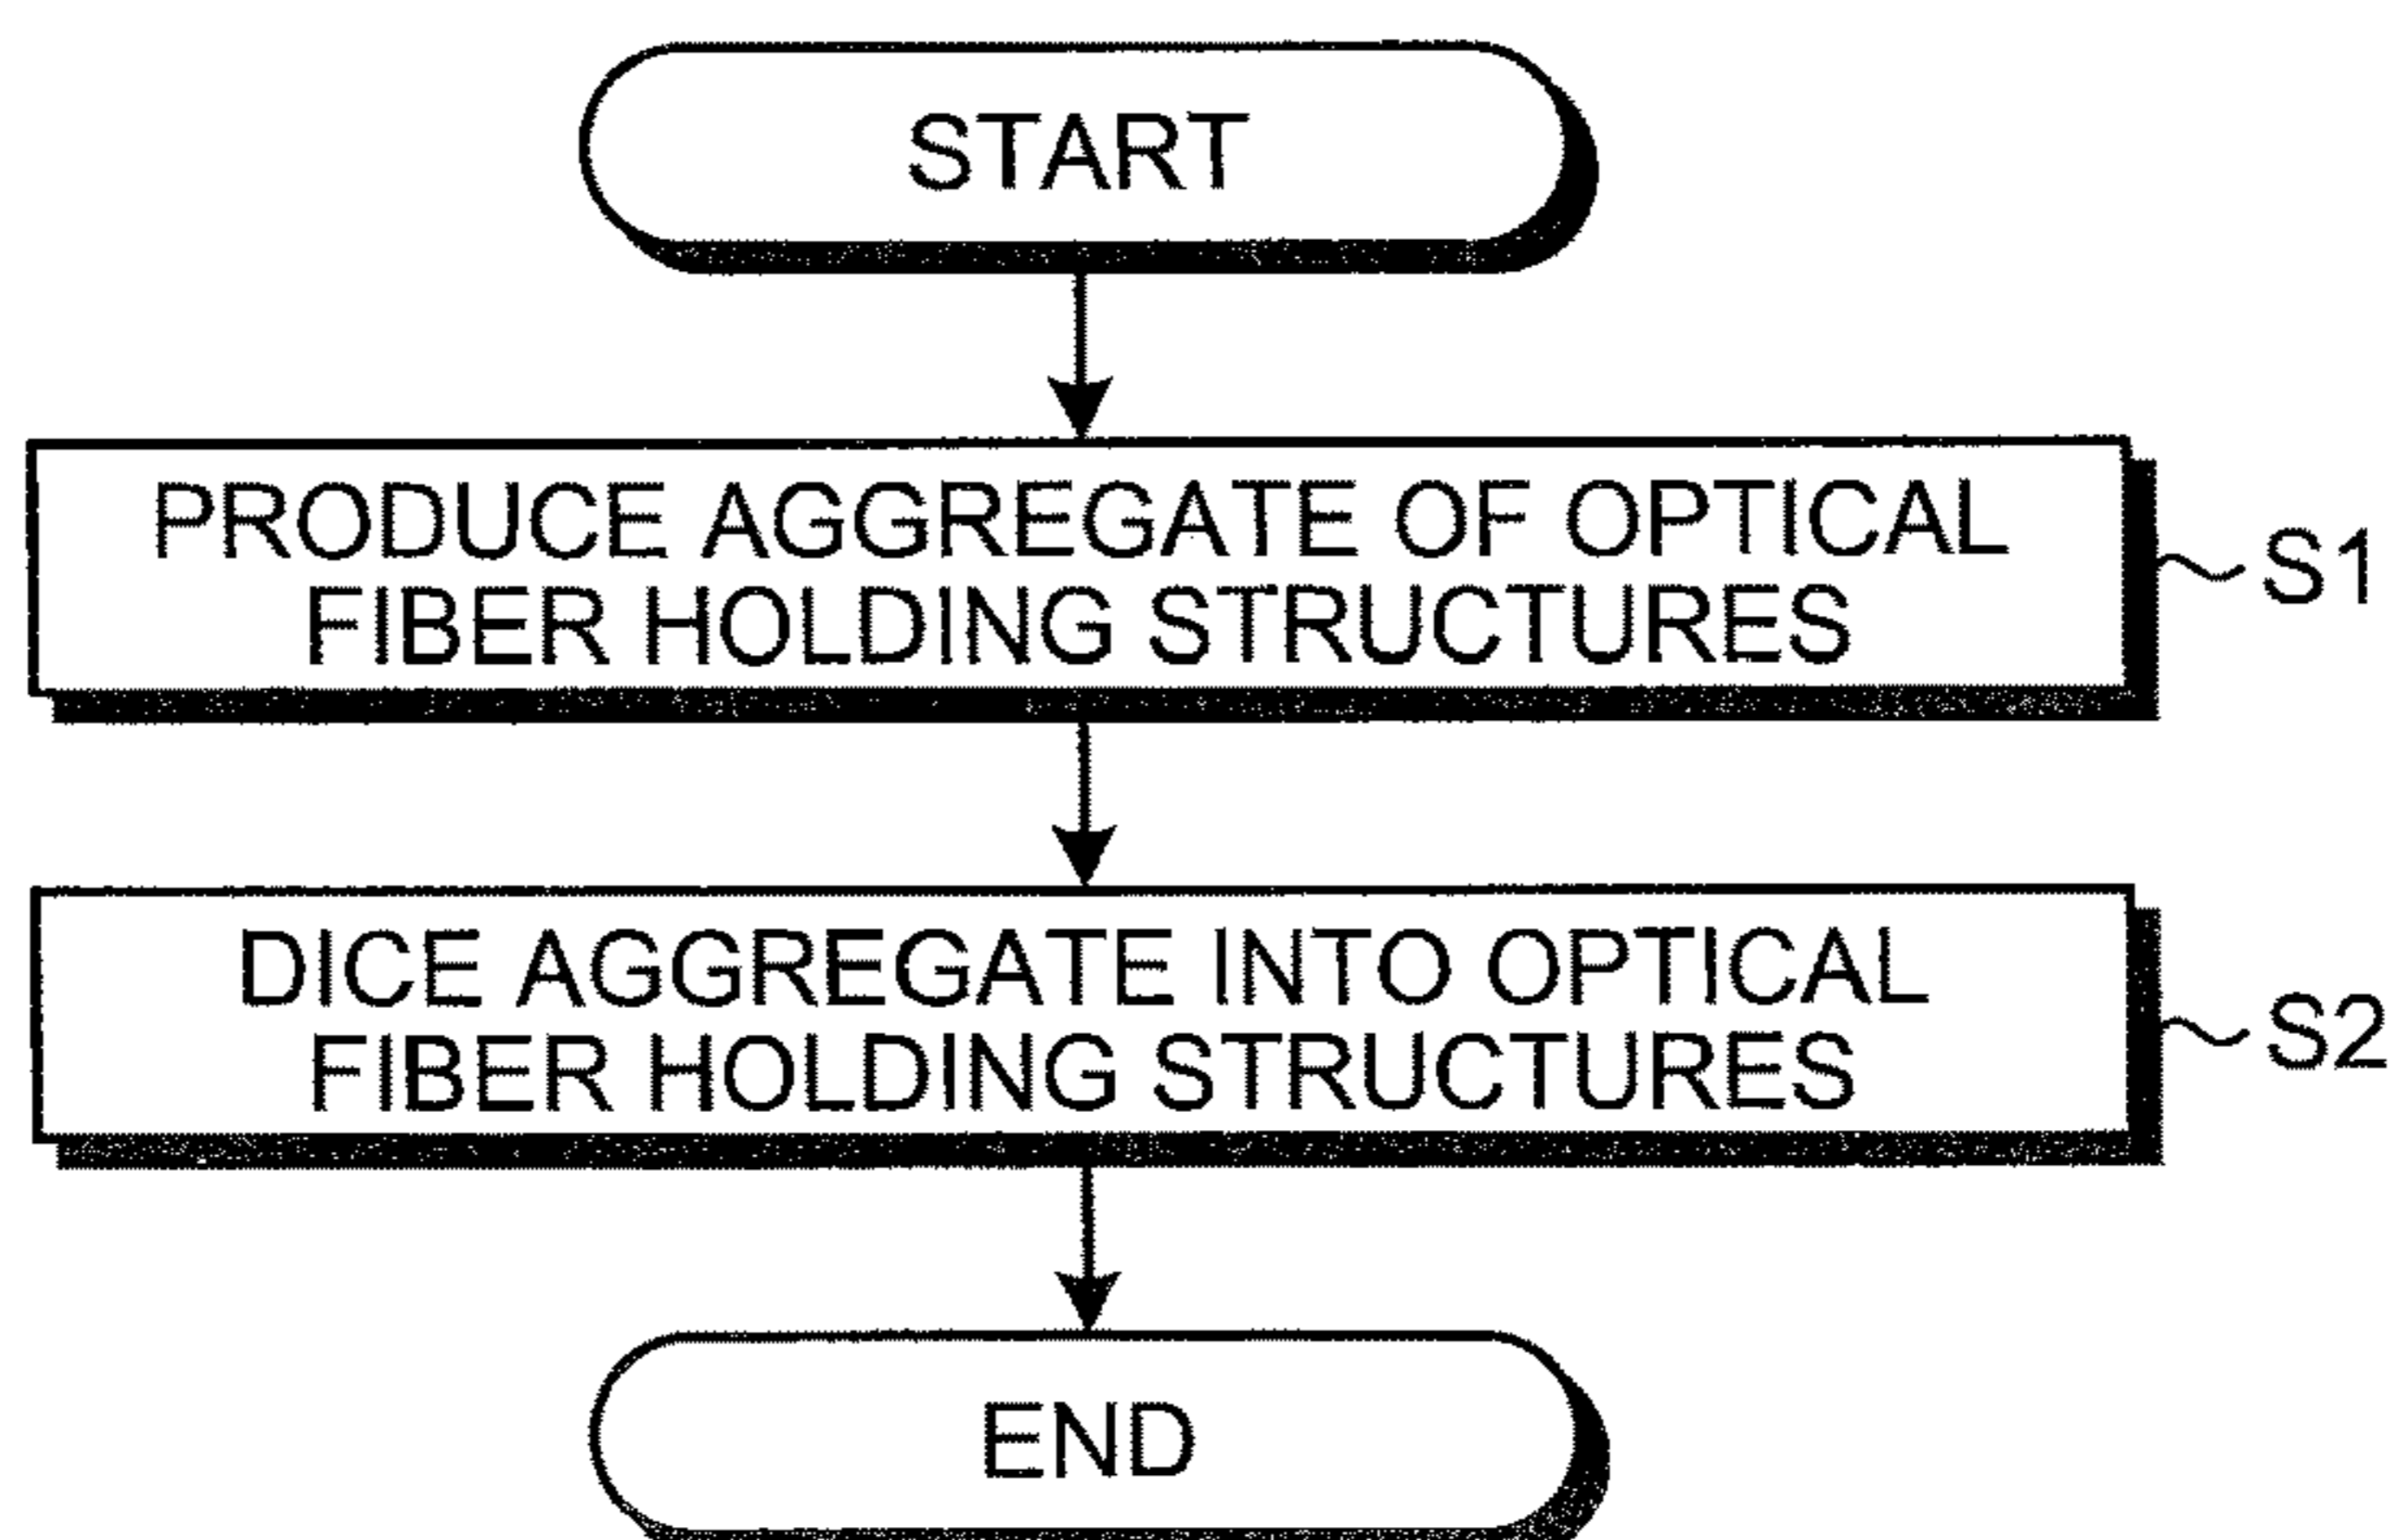 START
PRODUCE AGGREGATE OF OPTICAL
FIBER HOLDING STRUCTURES
S1
DICE AGGREGATE INTO OPTICAL
FIBER HOLDING STRUCTURES
S2
END